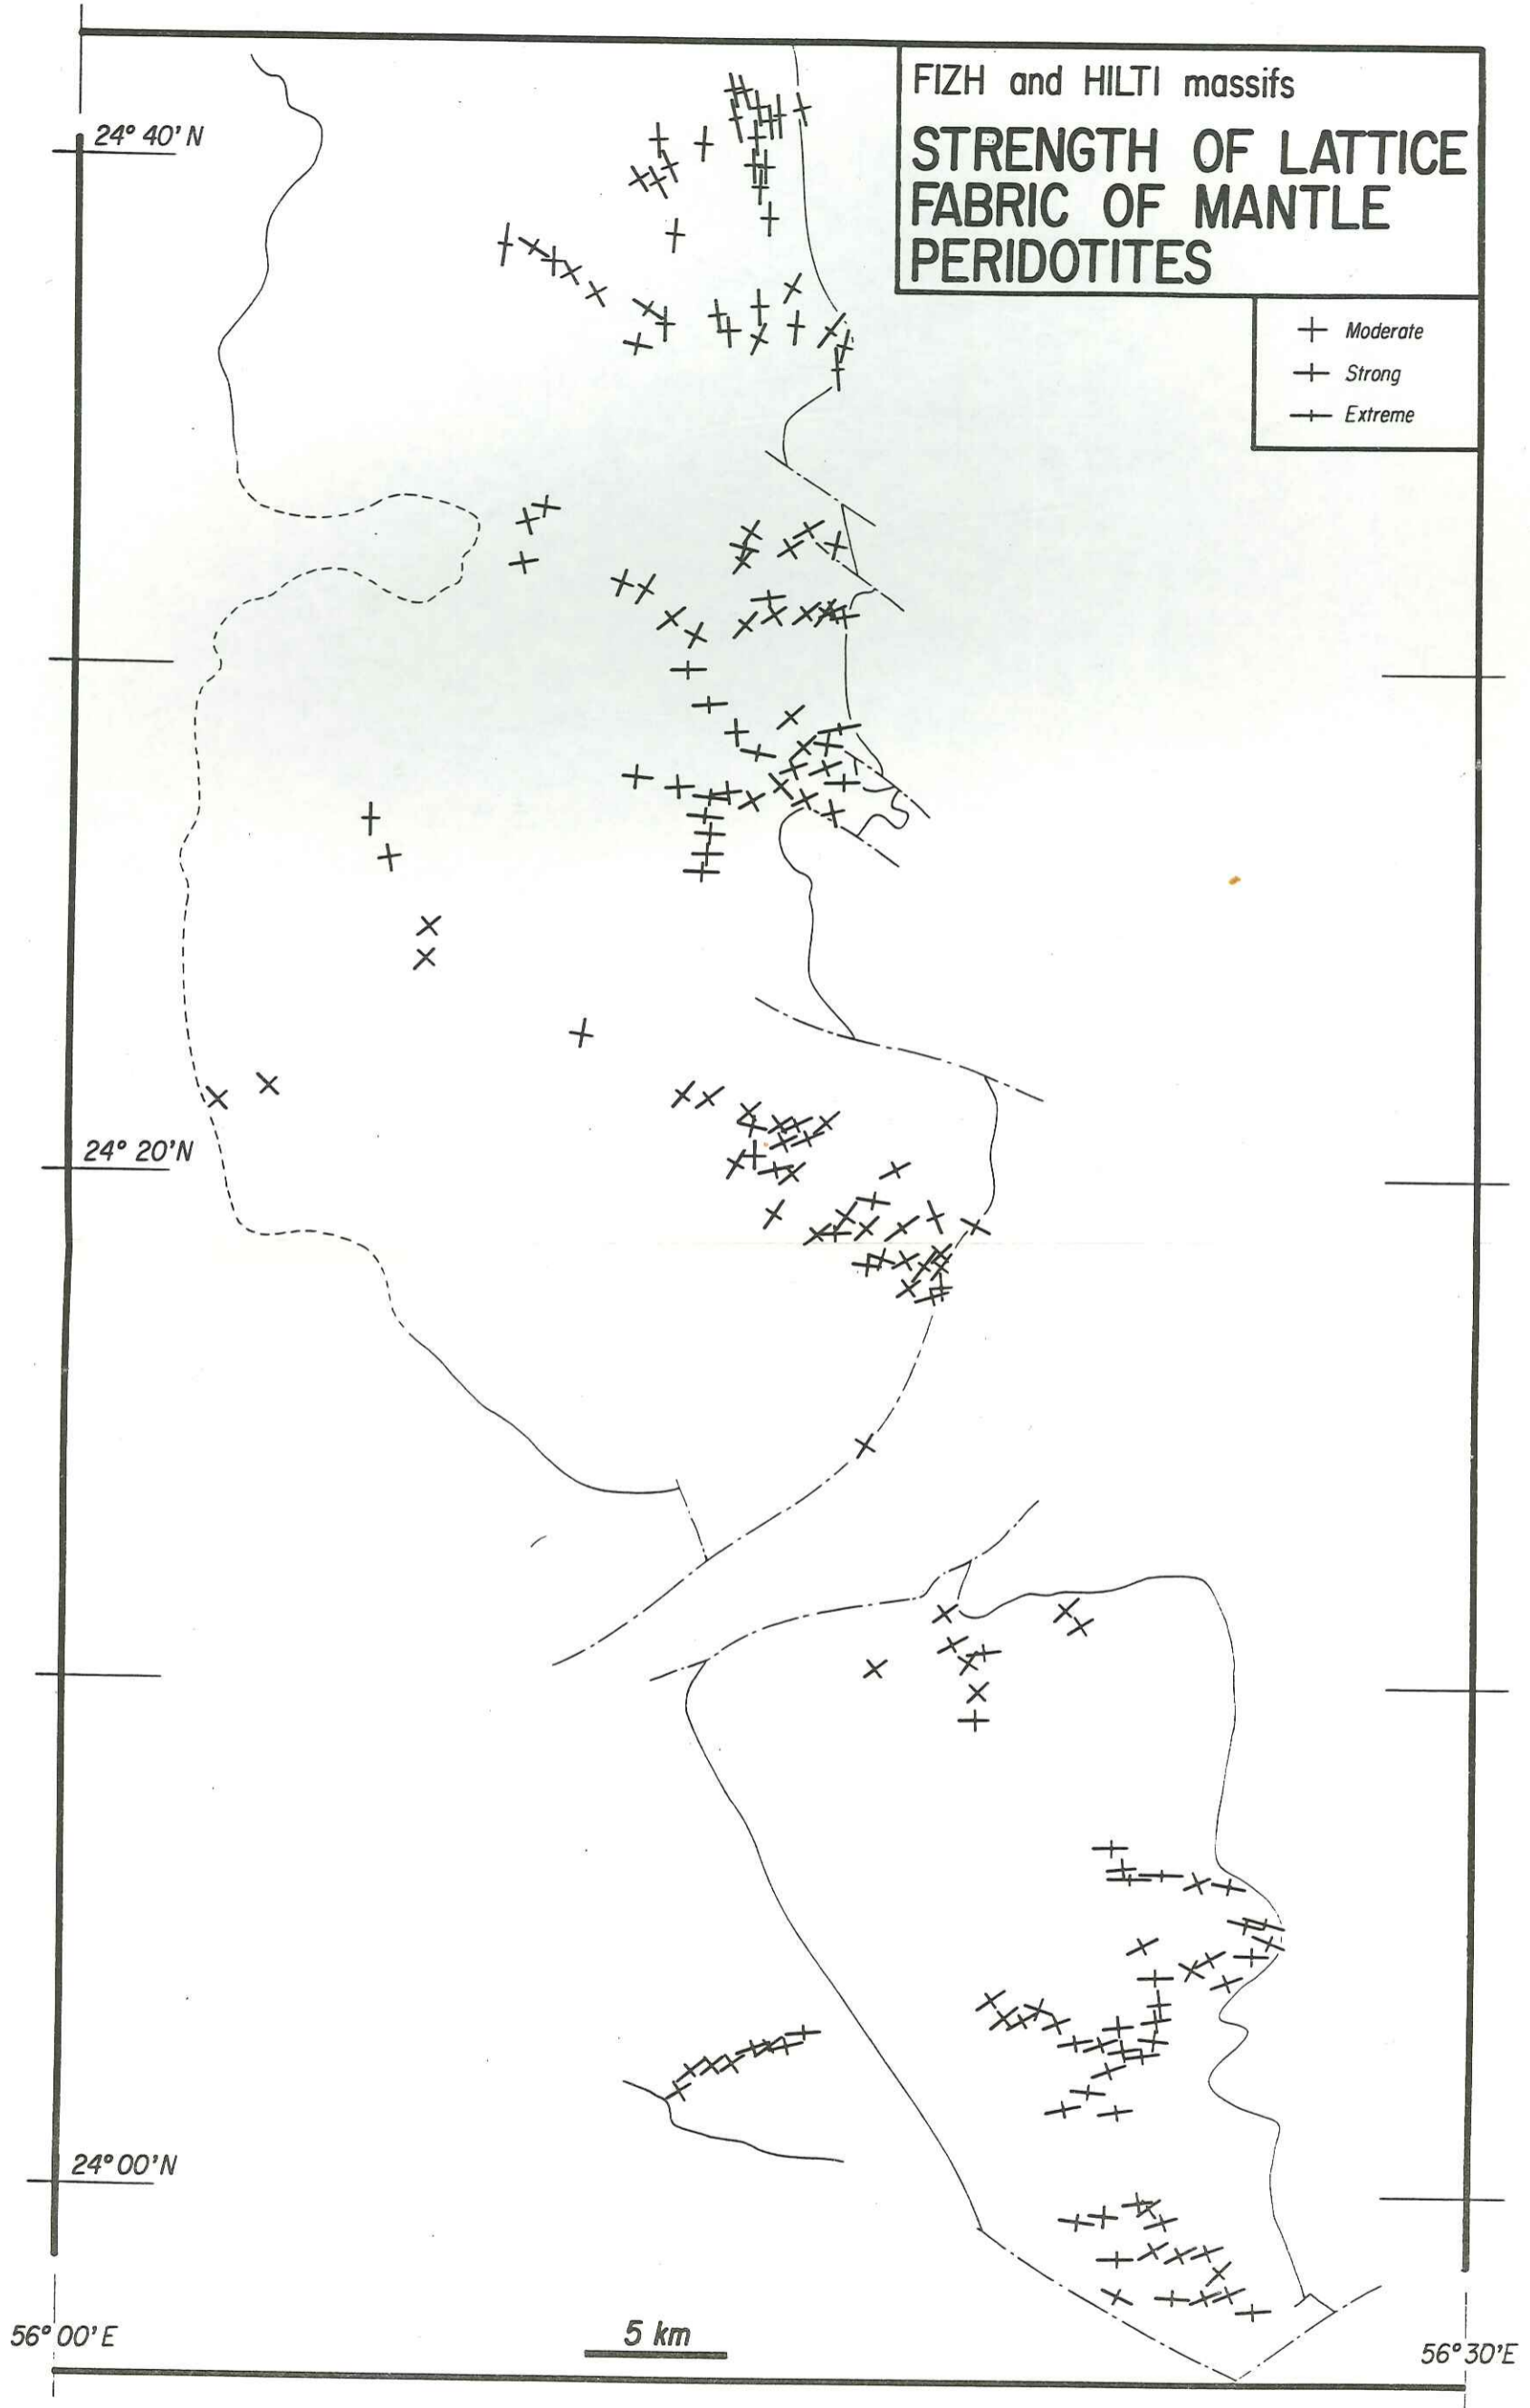 FIZH and HILTI massifs
STRENGTH OF LATTICE
FABRIC OF MANTLE
PERIDOTITES
Moderate
Strong
Extreme
24° 40' N
24° 20' N
24° 00' N
56° 00' E
5 km
56° 30' E